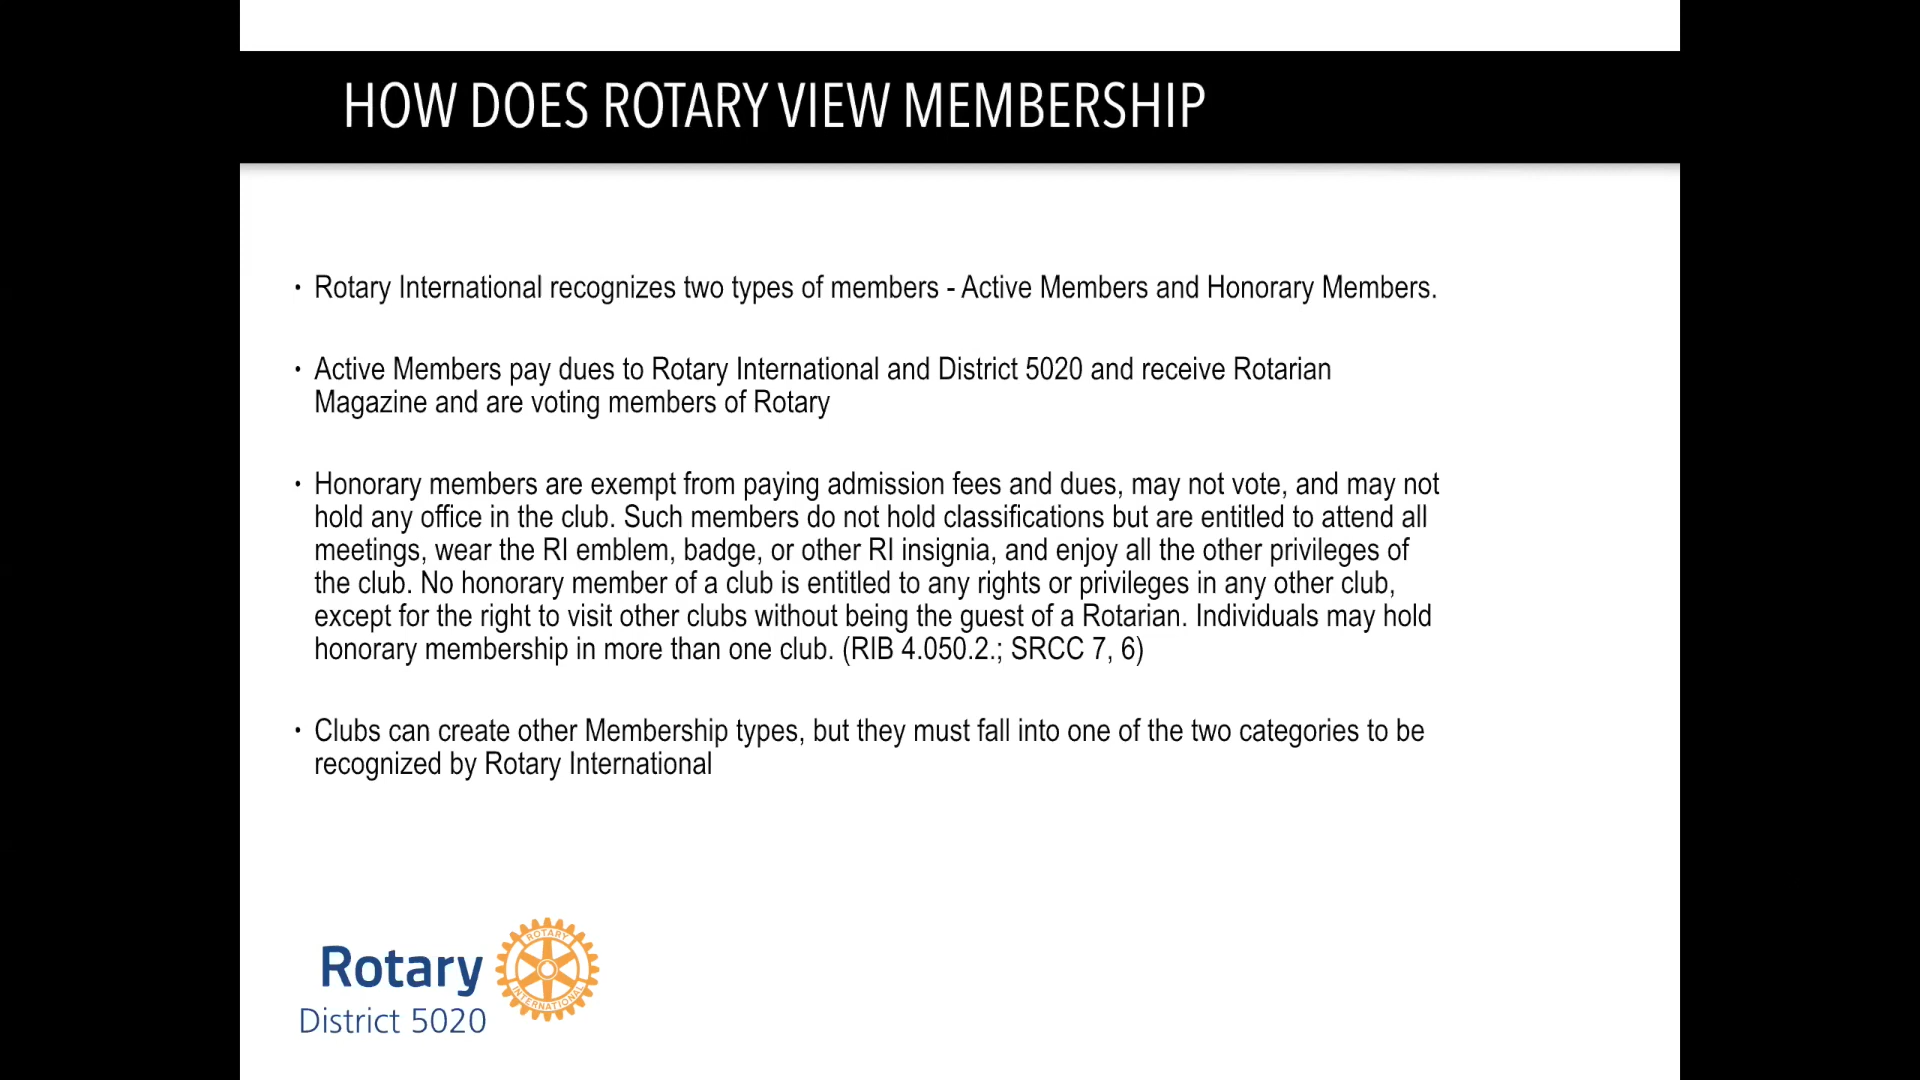 HOW DOES ROTARY VIEW MEMBERSHIP
• Rotary International recognizes two types of members - Active Members and Honorary Members.
• Active Members pay dues to Rotary International and District 5020 and receive Rotarian
Magazine and are voting members of Rotary
• Honorary members are exempt from paying admission fees and dues, may not vote, and may not
hold any office in the club. Such members do not hold classifications but are entitled to attend all
meetings, wear the RI emblem, badge, or other RI insignia, and enjoy all the other privileges of
the club. No honorary member of a club is entitled to any rights or privileges in any other club,
except for the right to visit other clubs without being the guest of a Rotarian. Individuals may hold
honorary membership in more than one club. (RIB 4.050.2.; SRCC 7, 6)
• Clubs can create other Membership types, but they must fall into one of the two categories to be
recognized by Rotary International
Rotary
ROTARY
INTERNATIONAL
District 5020